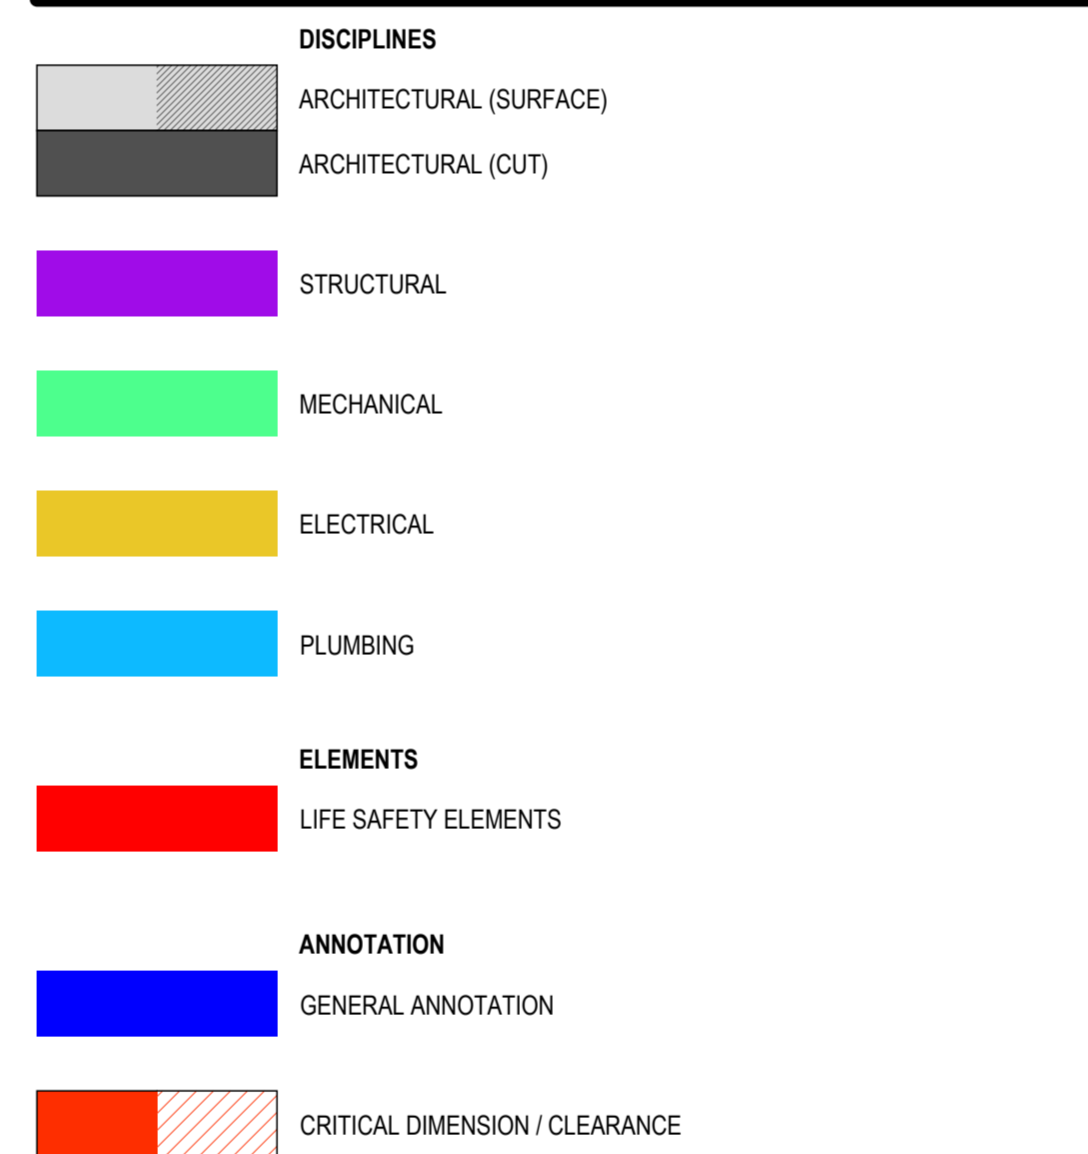 DISCIPLINES
ARCHITECTURAL (SURFACE)
ARCHITECTURAL (CUT)
STRUCTURAL
MECHANICAL
ELECTRICAL
PLUMBING
ELEMENTS
LIFE SAFETY ELEMENTS
ANNOTATION
GENERAL ANNOTATION
CRITICAL DIMENSION / CLEARANCE